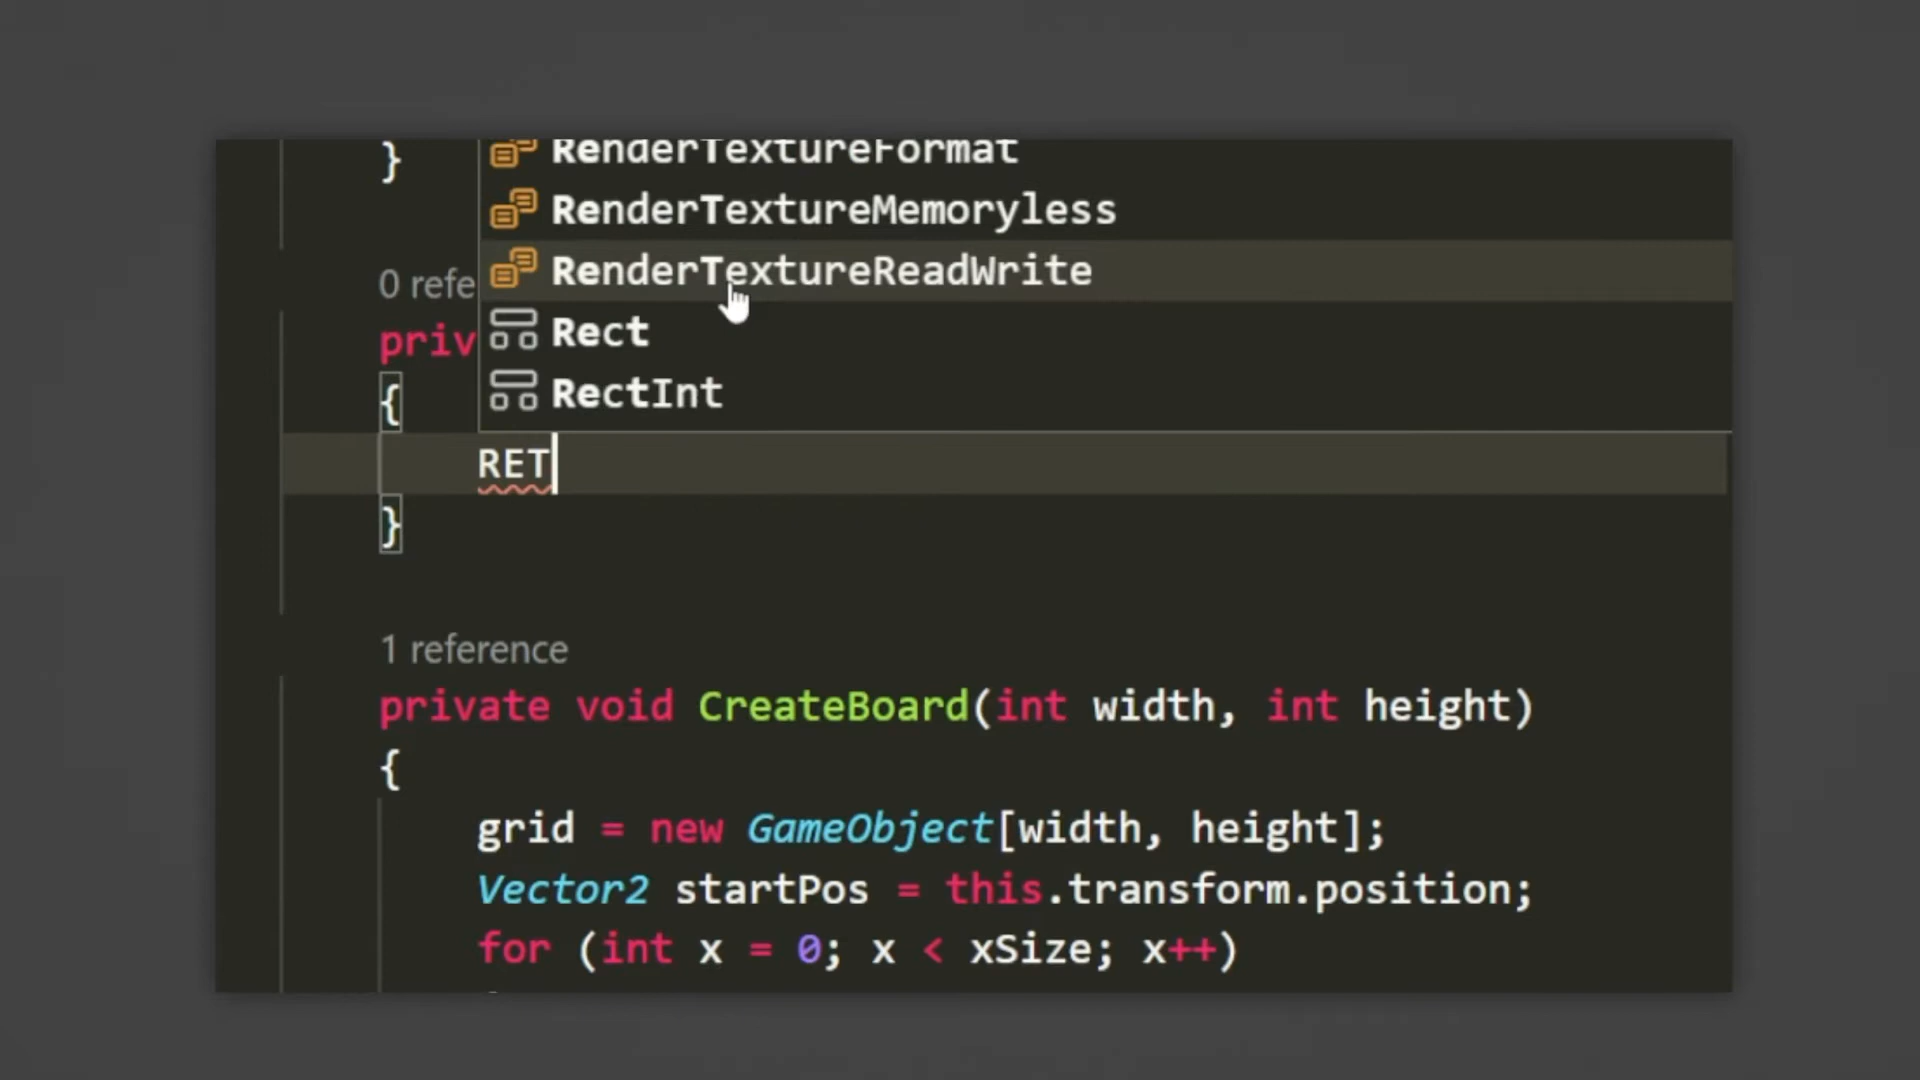 }
RenderTextureFormat
RenderTextureMemoryless
0 refe
RenderTextureReadWrite
priv
Rect
{
RectInt
RET
}
1 reference
private void CreateBoard(int width, int height)
{
grid = new GameObject[width, height];
Vector2 startPos = this.transform.position;
for (int x = 0; x < xSize; x++)